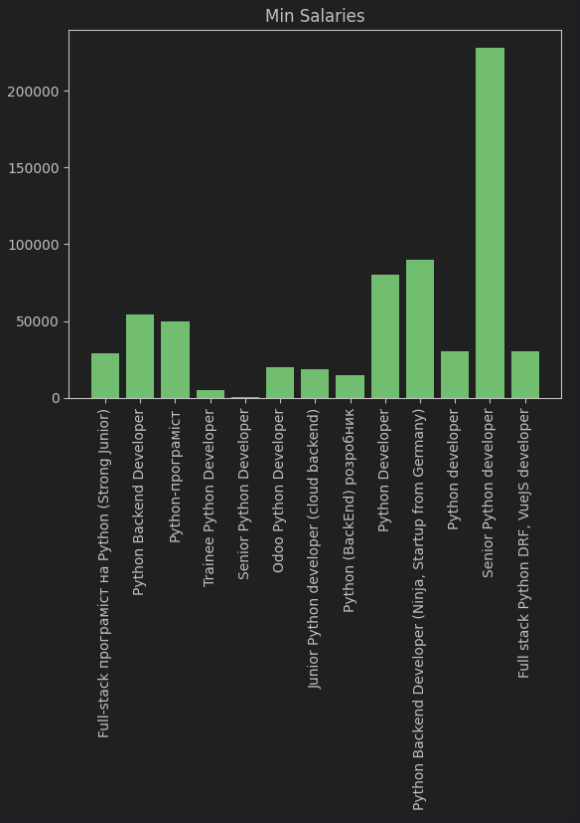 Min Salaries
200000
150000
100000
50000
0
Full-stack програміст на Python (Strong Junior)
Python Backend Developer
Python-програміст
Trainee Python Developer
Senior Python Developer
Odoo Python Developer
Junior Python developer (cloud backend)
Python (BackEnd) розробник
Python Developer
Python Backend Developer (Ninja, Startup from Germany)
Python developer
Senior Python developer
Full stack Python DRF, VueJS developer